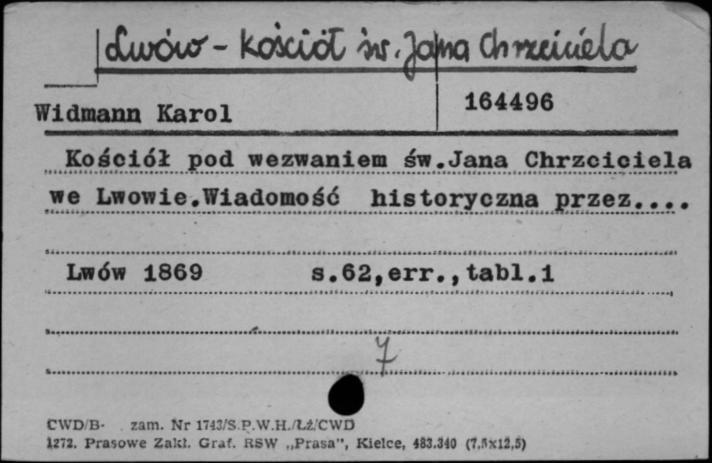 Lwów - kościół św. Jana Chrzciciela
Widmann Karol 164496
Kościół pod wezwaniem św.Jana Chrzciciela
we Lwowie.Wiadomość historyczna przez....
Lwów 1869 s.62,err.,tabl.1
7
CWD/B- zam. Nr 1743/S.P.W.H./Łż/CWD
1272. Prasowe Zakł. Graf. RSW „Prasa”, Kielce, 483.340 (7,5x12,5)